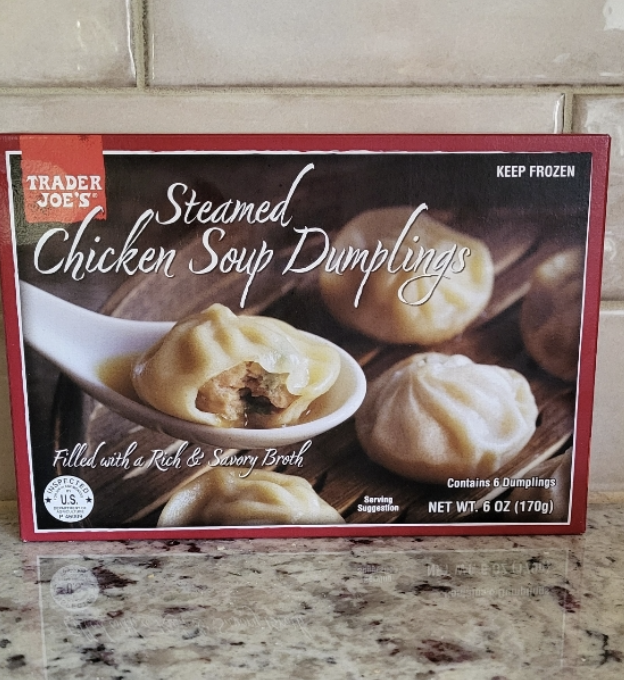 KEEP FROZEN
TRADER
JOE'S
Steamed
Chicken Soup Dumplings
Filled with a Rich & Savory Broth
INSPECTED
U.S.
Contains 6 Dumplings
Serving
Suggestion
NET WT. 6 OZ (170g)